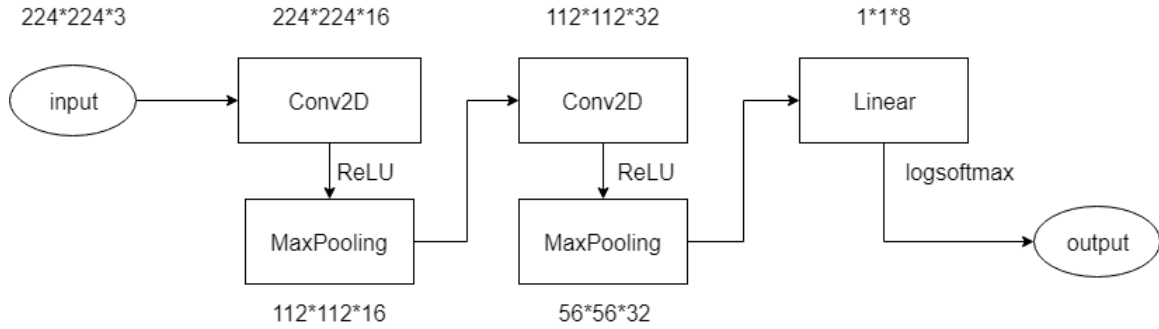 224*224*3
224*224*16
112*112*32
1*1*8
input
Conv2D
Conv2D
Linear
ReLU
ReLU
logsoftmax
MaxPooling
MaxPooling
output
112*112*16
56*56*32